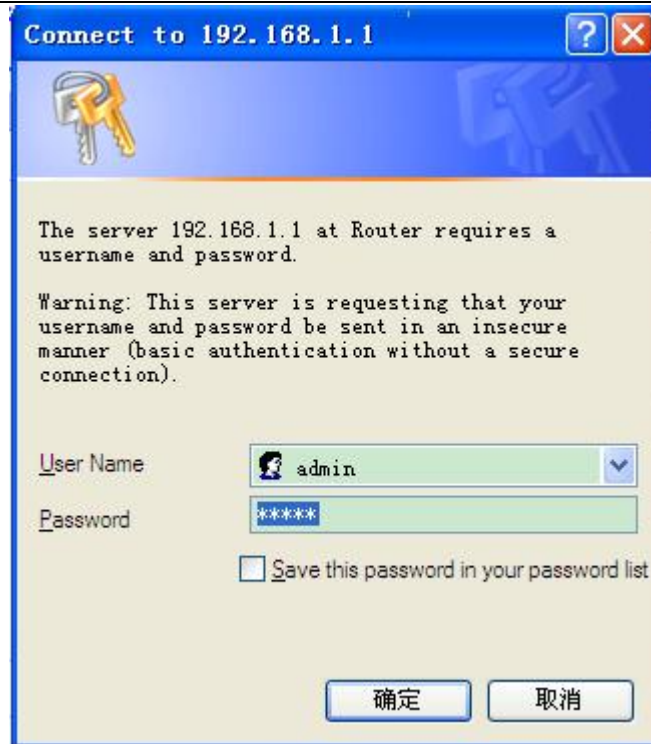 Connect to 192.168.1.1
The server 192.168.1.1 at Router requires a
username and password.
Warning: This server is requesting that your
username and password be sent in an insecure
manner (basic authentication without a secure
connection).
User Name
admin
Password
*****
Save this password in your password list
确定 取消